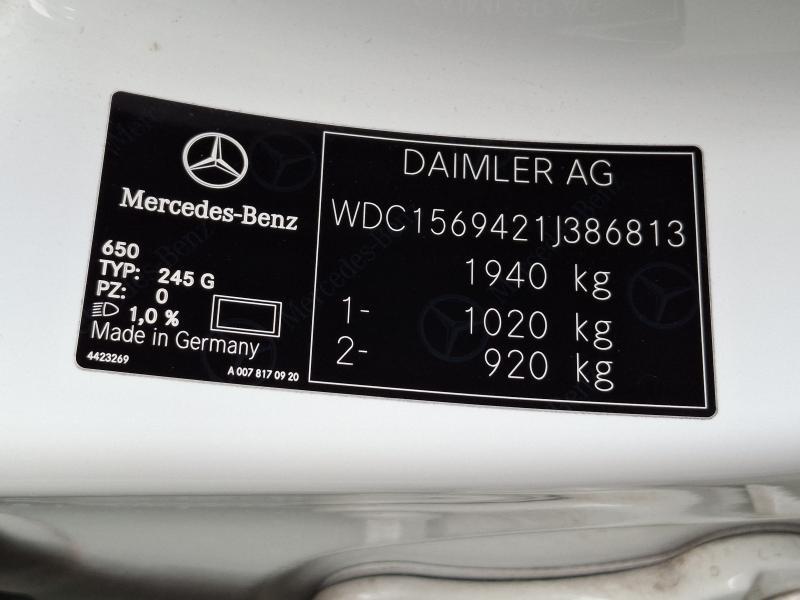 Mercedes-Benz
650
TYP: 245 G
PZ: 0
1,0 %
Made in Germany
4423269
A 007 817 09 20
DAIMLER AG
WDC1569421J386813
1940 kg
1- 1020 kg
2- 920 kg